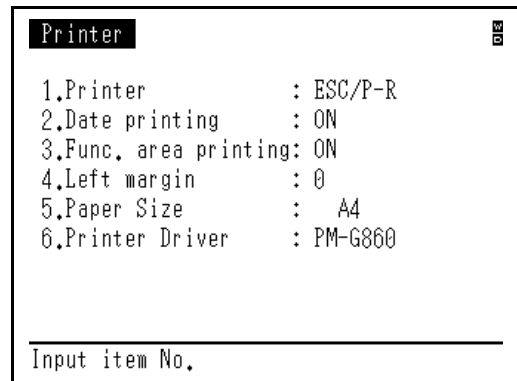 Printer
W
D
1.Printer : ESC/P-R
2.Date printing : ON
3.Func. area printing: ON
4.Left margin : 0
5.Paper Size : A4
6.Printer Driver : PM-G860
Input item No.